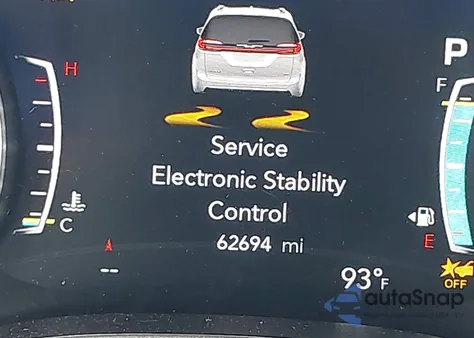 H
P
F
Service
Electronic Stability
Control
C
62694 mi
E
--
93°F
OFF
autoSnap